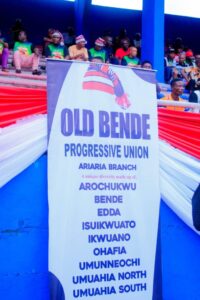 OLD BENDE
PROGRESSIVE UNION
ARIARIA BRANCH
AROCHUKWU
BENDE
EDDA
ISUIKWUATO
IKWUANO
OHAFIA
UMUNNEOCHI
UMUAHIA NORTH
UMUAHIA SOUTH